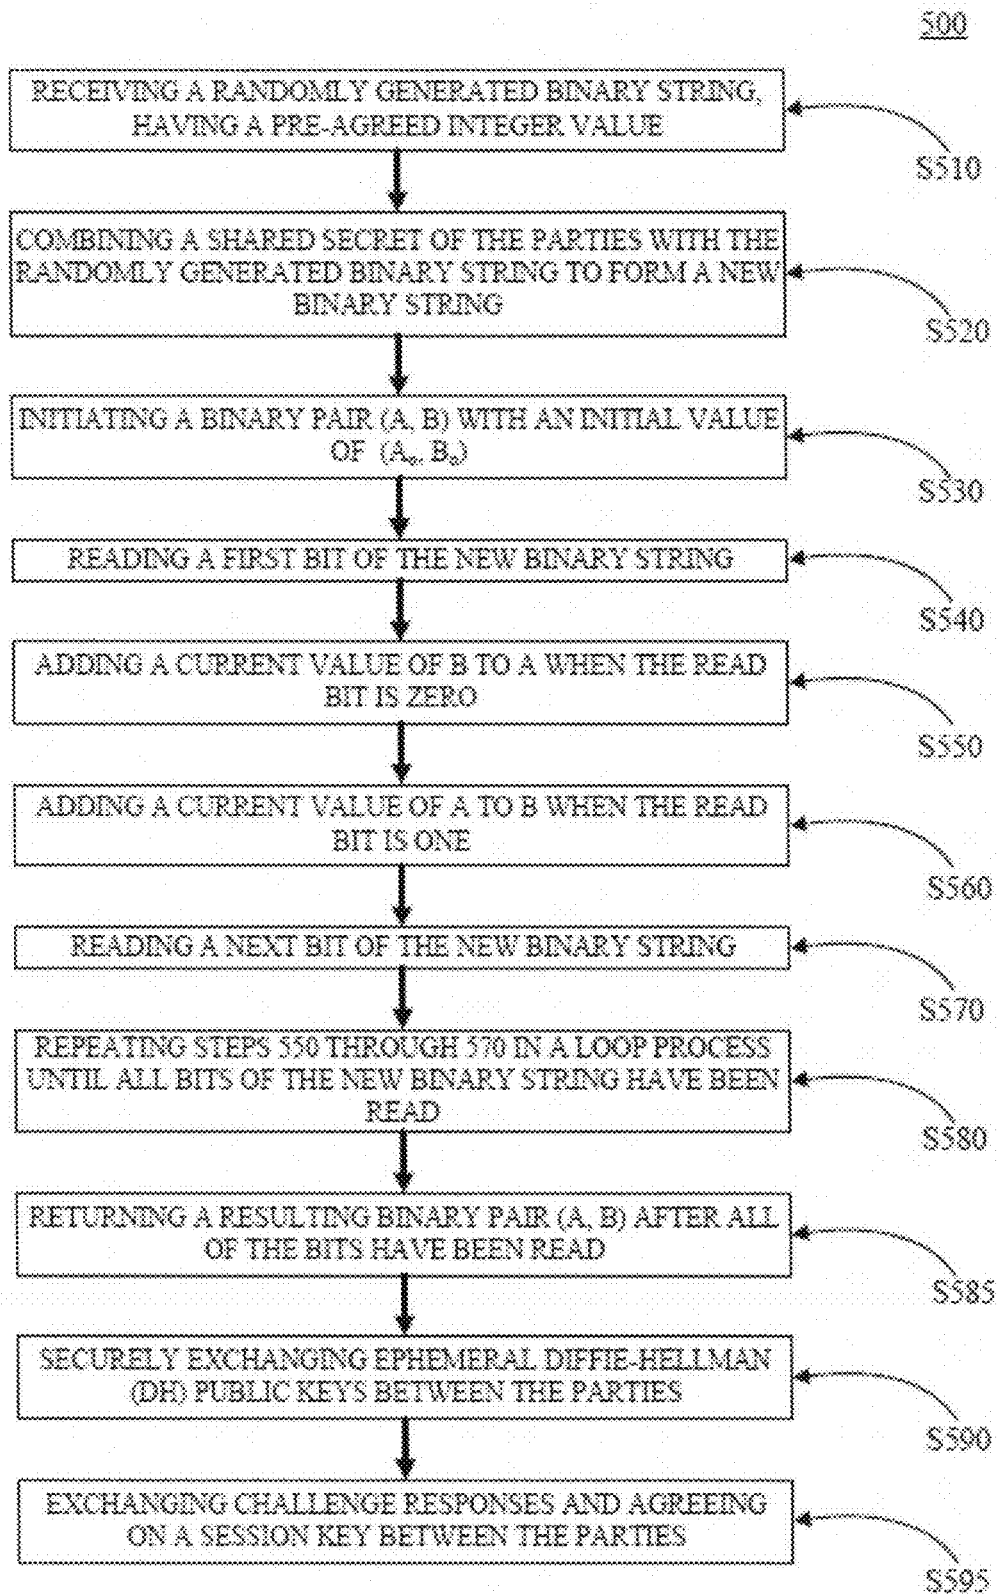 500
RECEIVING A RANDOMLY GENERATED BINARY STRING,
HAVING A PRE-AGREED INTEGER VALUE
S510
COMBINING A SHARED SECRET OF THE PARTIES WITH THE
RANDOMLY GENERATED BINARY STRING TO FORM A NEW
BINARY STRING
S520
INITIATING A BINARY PAIR (A, B) WITH AN INITIAL VALUE
OF (Aₒ, Bₒ)
S530
READING A FIRST BIT OF THE NEW BINARY STRING
S540
ADDING A CURRENT VALUE OF B TO A WHEN THE READ
BIT IS ZERO
S550
ADDING A CURRENT VALUE OF A TO B WHEN THE READ
BIT IS ONE
S560
READING A NEXT BIT OF THE NEW BINARY STRING
S570
REPEATING STEPS 550 THROUGH 570 IN A LOOP PROCESS
UNTIL ALL BITS OF THE NEW BINARY STRING HAVE BEEN
READ
S580
RETURNING A RESULTING BINARY PAIR (A, B) AFTER ALL
OF THE BITS HAVE BEEN READ
S585
SECURELY EXCHANGING EPHEMERAL DIFFIE-HELLMAN
(DH) PUBLIC KEYS BETWEEN THE PARTIES
S590
EXCHANGING CHALLENGE RESPONSES AND AGREEING
ON A SESSION KEY BETWEEN THE PARTIES
S595